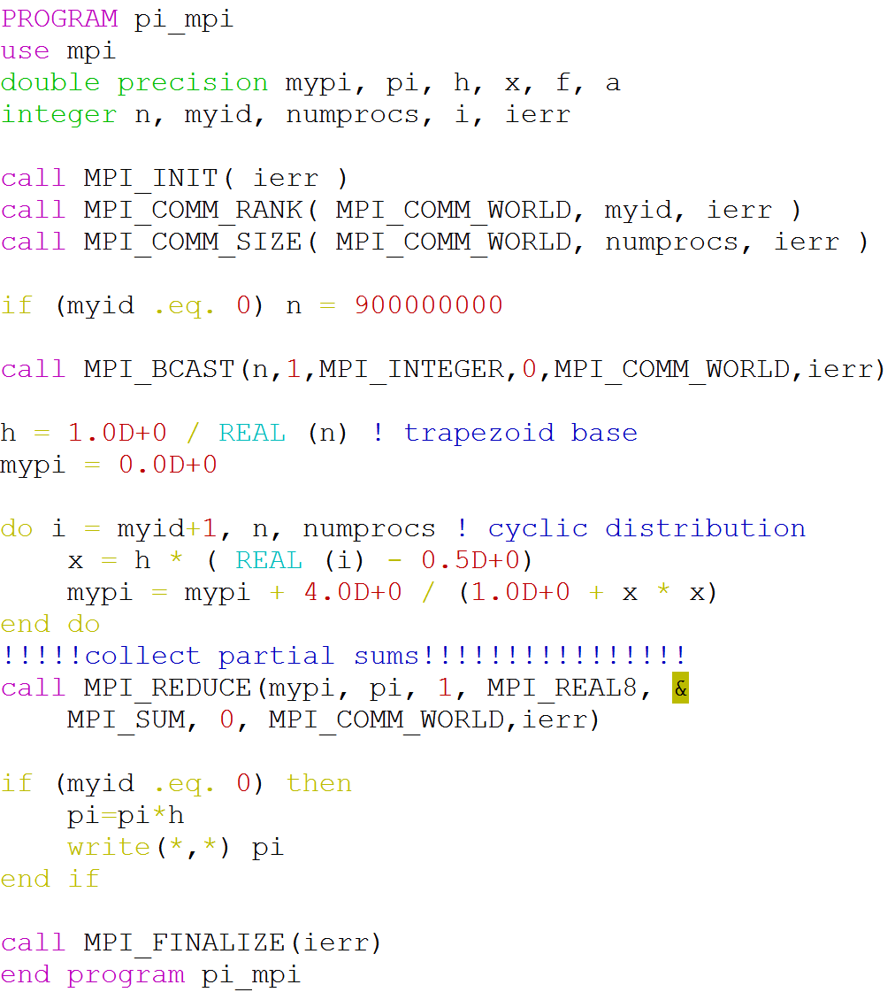 PROGRAM pi_mpi
use mpi
double precision mypi, pi, h, x, f, a
integer n, myid, numprocs, i, ierr

call MPI_INIT( ierr )
call MPI_COMM_RANK( MPI_COMM_WORLD, myid, ierr )
call MPI_COMM_SIZE( MPI_COMM_WORLD, numprocs, ierr )

if (myid .eq. 0) n = 900000000

call MPI_BCAST(n,1,MPI_INTEGER,0,MPI_COMM_WORLD,ierr)

h = 1.0D+0 / REAL (n) ! trapezoid base
mypi = 0.0D+0

do i = myid+1, n, numprocs ! cyclic distribution
    x = h * ( REAL (i) - 0.5D+0)
    mypi = mypi + 4.0D+0 / (1.0D+0 + x * x)
end do
!!!!!collect partial sums!!!!!!!!!!!!!!!!
call MPI_REDUCE(mypi, pi, 1, MPI_REAL8, &
    MPI_SUM, 0, MPI_COMM_WORLD,ierr)

if (myid .eq. 0) then
    pi=pi*h
    write(*,*) pi
end if

call MPI_FINALIZE(ierr)
end program pi_mpi